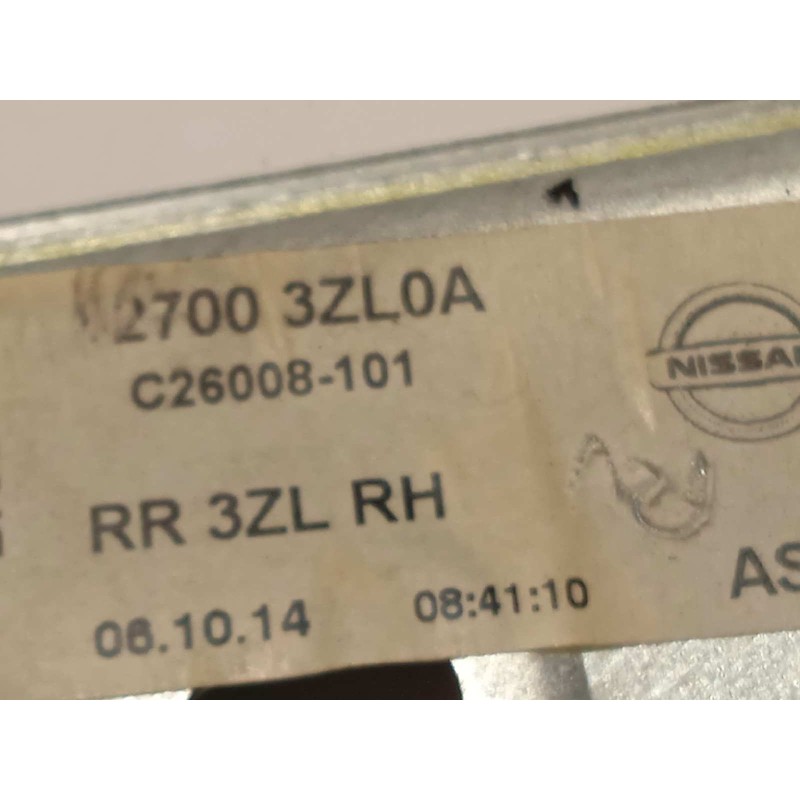 2700 3ZL0A
C26008-101
NISSAN
RR 3ZL RH
AS
06.10.14 08:41:10